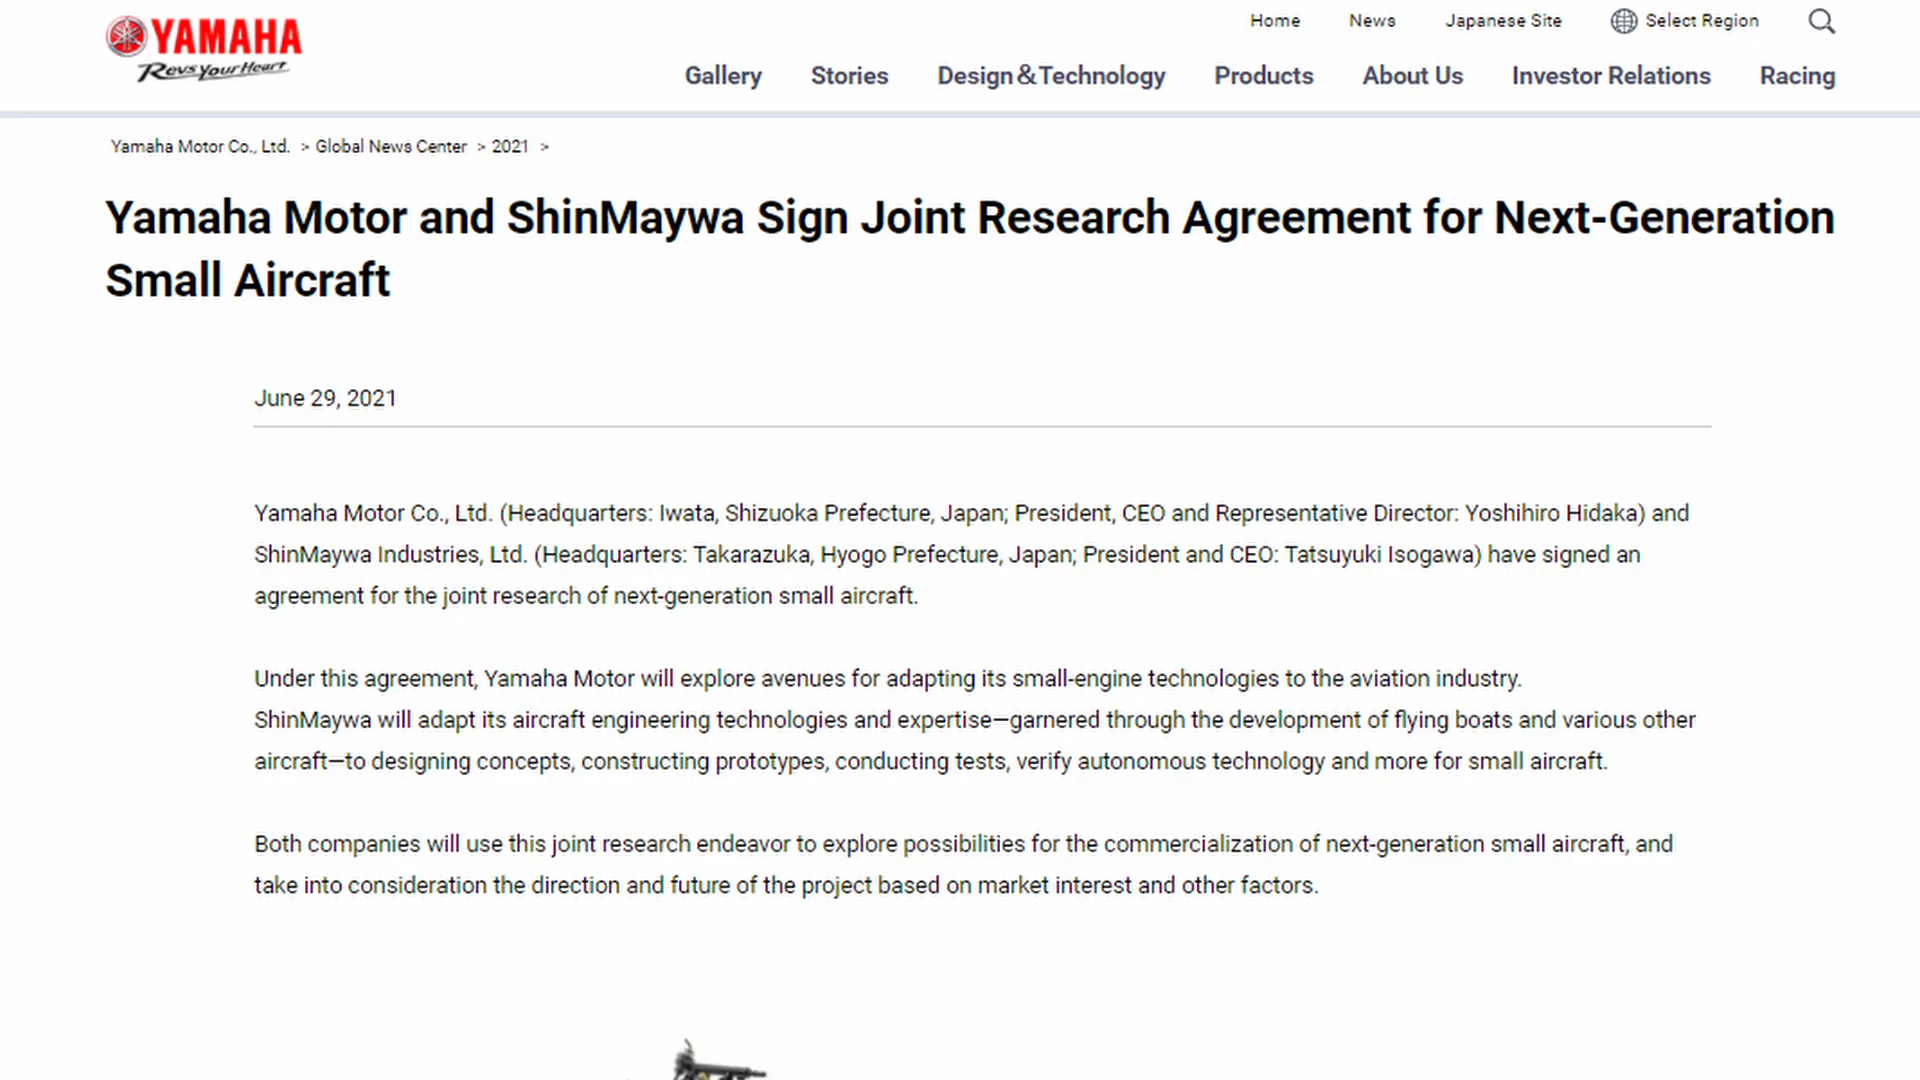 YAMAHA
Revs Your Heart
Home News Japanese Site Select Region
Gallery Stories Design&Technology Products About Us Investor Relations Racing
Yamaha Motor Co., Ltd. > Global News Center > 2021 >
Yamaha Motor and ShinMaywa Sign Joint Research Agreement for Next-Generation
Small Aircraft
June 29, 2021
Yamaha Motor Co., Ltd. (Headquarters: Iwata, Shizuoka Prefecture, Japan; President, CEO and Representative Director: Yoshihiro Hidaka) and
ShinMaywa Industries, Ltd. (Headquarters: Takarazuka, Hyogo Prefecture, Japan; President and CEO: Tatsuyuki Isogawa) have signed an
agreement for the joint research of next-generation small aircraft.
Under this agreement, Yamaha Motor will explore avenues for adapting its small-engine technologies to the aviation industry.
ShinMaywa will adapt its aircraft engineering technologies and expertise—garnered through the development of flying boats and various other
aircraft—to designing concepts, constructing prototypes, conducting tests, verify autonomous technology and more for small aircraft.
Both companies will use this joint research endeavor to explore possibilities for the commercialization of next-generation small aircraft, and
take into consideration the direction and future of the project based on market interest and other factors.